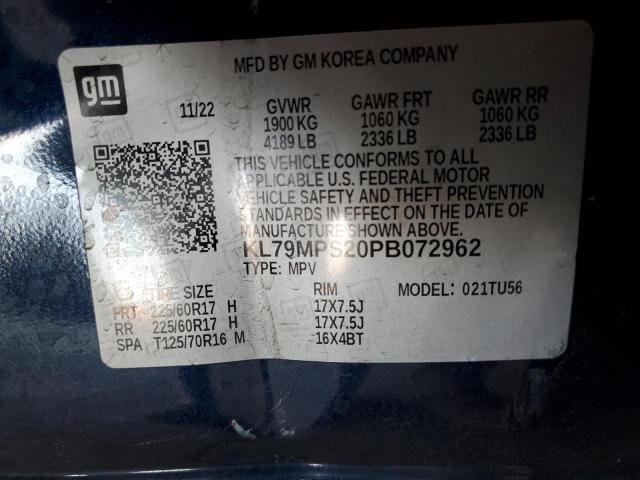 gm
MFD BY GM KOREA COMPANY
11/22 GVWR GAWR FRT GAWR RR
1900 KG 1060 KG 1060 KG
4189 LB 2336 LB 2336 LB
THIS VEHICLE CONFORMS TO ALL
APPLICABLE U.S. FEDERAL MOTOR
VEHICLE SAFETY AND THEFT PREVENTION
STANDARDS IN EFFECT ON THE DATE OF
MANUFACTURE SHOWN ABOVE.
KL79MPS20PB072962
TYPE: MPV
TIRE SIZE RIM MODEL: 021TU56
FRT 225/60R17 H 17X7.5J
RR 225/60R17 H 17X7.5J
SPA T125/70R16 M 16X4BT